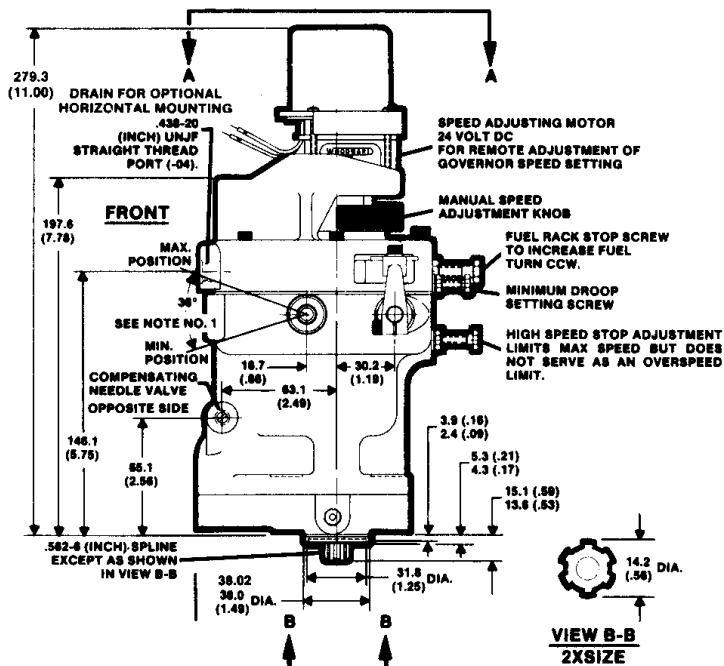 A
A
279.3
(11.00)
DRAIN FOR OPTIONAL
HORIZONTAL MOUNTING
.438-20
(INCH) UNJF
STRAIGHT THREAD
PORT (-04).
WOODWARD
SPEED ADJUSTING MOTOR
24 VOLT DC
FOR REMOTE ADJUSTMENT OF
GOVERNOR SPEED SETTING
MANUAL SPEED
ADJUSTMENT KNOB
197.6
(7.78)
FRONT
MAX.
POSITION
FUEL RACK STOP SCREW
TO INCREASE FUEL
TURN CCW.
36°
SEE NOTE NO. 1
MINIMUM DROOP
SETTING SCREW
MIN.
POSITION
HIGH SPEED STOP ADJUSTMENT
LIMITS MAX SPEED BUT DOES
NOT SERVE AS AN OVERSPEED
LIMIT.
COMPENSATING
NEEDLE VALVE
OPPOSITE SIDE
16.7
(.66)
30.2
(1.19)
63.1
(2.49)
146.1
(5.75)
65.1
(2.56)
3.9 (.16)
2.4 (.09)
5.3 (.21)
4.3 (.17)
15.1 (.59)
13.6 (.53)
.562-6 (INCH) SPLINE
EXCEPT AS SHOWN
IN VIEW B-B
38.02
38.0
(1.49)
DIA.
31.8
(1.25)
DIA.
14.2
(.56)
DIA.
B
B
VIEW B-B
2XSIZE